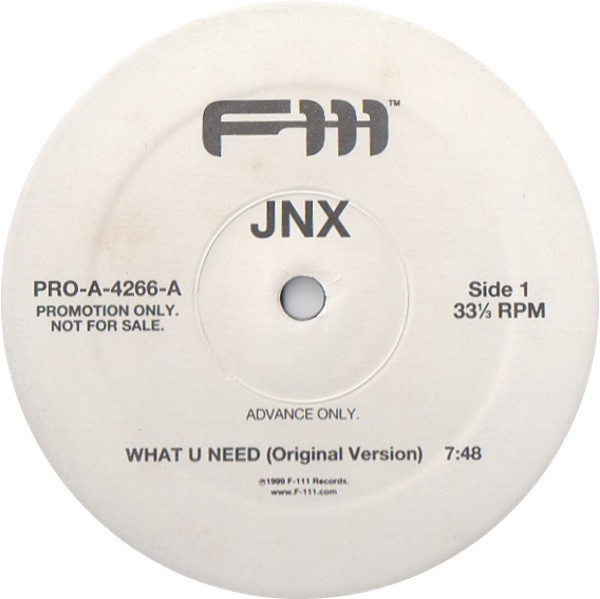 F-111™
JNX
PRO-A-4266-A
PROMOTION ONLY.
NOT FOR SALE.
Side 1
33⅓ RPM
ADVANCE ONLY.
WHAT U NEED (Original Version) 7:48
℗1999 F-111 Records.
www.F-111.com